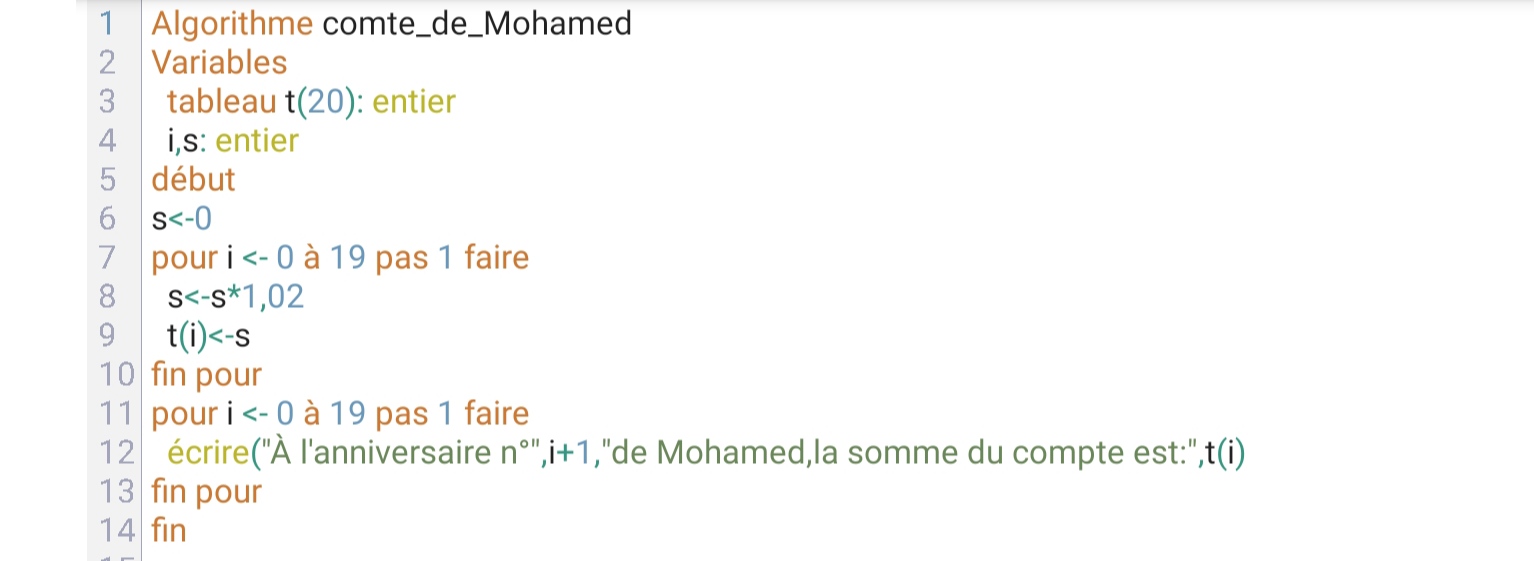 1 Algorithme comte_de_Mohamed
2 Variables
3 tableau t(20): entier
4 i,s: entier
5 début
6 s<-0
7 pour i <- 0 à 19 pas 1 faire
8 s<-s*1,02
9 t(i)<-s
10 fin pour
11 pour i <- 0 à 19 pas 1 faire
12 écrire("À l'anniversaire n°",i+1,"de Mohamed,la somme du compte est:",t(i)
13 fin pour
14 fin